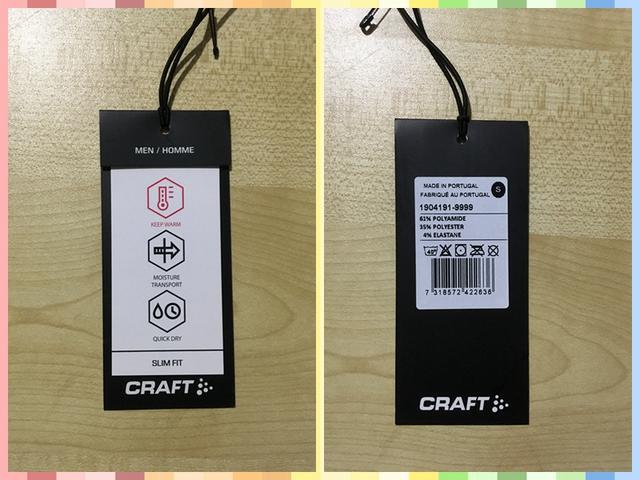 MEN / HOMME
KEEP WARM
MOISTURE
TRANSPORT
QUICK DRY
SLIM FIT
CRAFT
MADE IN PORTUGAL
FABRIQUÉ AU PORTUGAL
S
1904191-9999
61% POLYAMIDE
35% POLYESTER
4% ELASTANE
40°
7 318572 422636
CRAFT